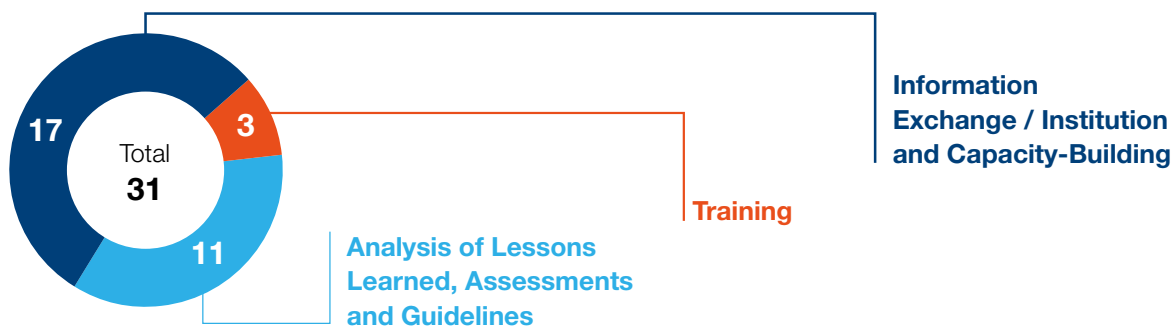 17
3
Total
31
11
Information
Exchange / Institution
and Capacity-Building
Training
Analysis of Lessons
Learned, Assessments
and Guidelines